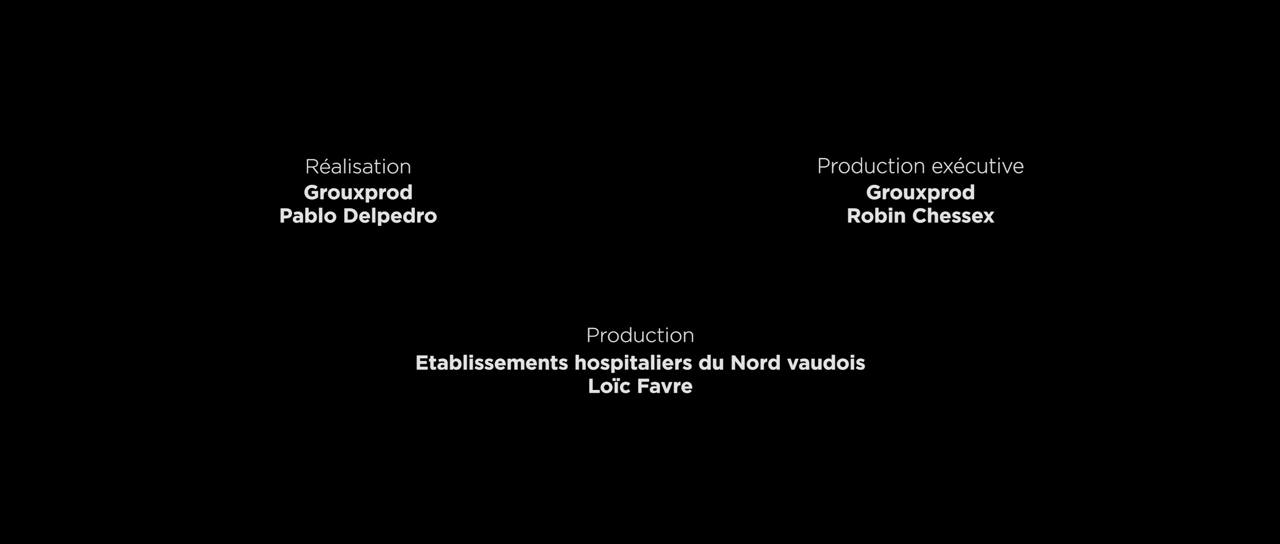 Réalisation
Grouxprod
Pablo Delpedro
Production exécutive
Grouxprod
Robin Chessex
Production
Etablissements hospitaliers du Nord vaudois
Loïc Favre